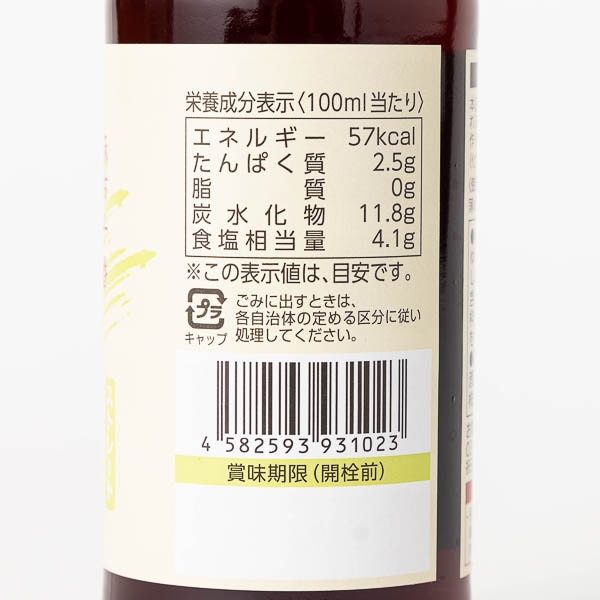 栄養成分表示〈100ml当たり〉
エネルギー 57kcal
たんぱく質 2.5g
脂質 0g
炭水化物 11.8g
食塩相当量 4.1g
※この表示値は、目安です。
プラ
キャップ
ごみに出すときは、
各自治体の定める区分に従い
処理してください。
4 582593 931023
賞味期限（開栓前）